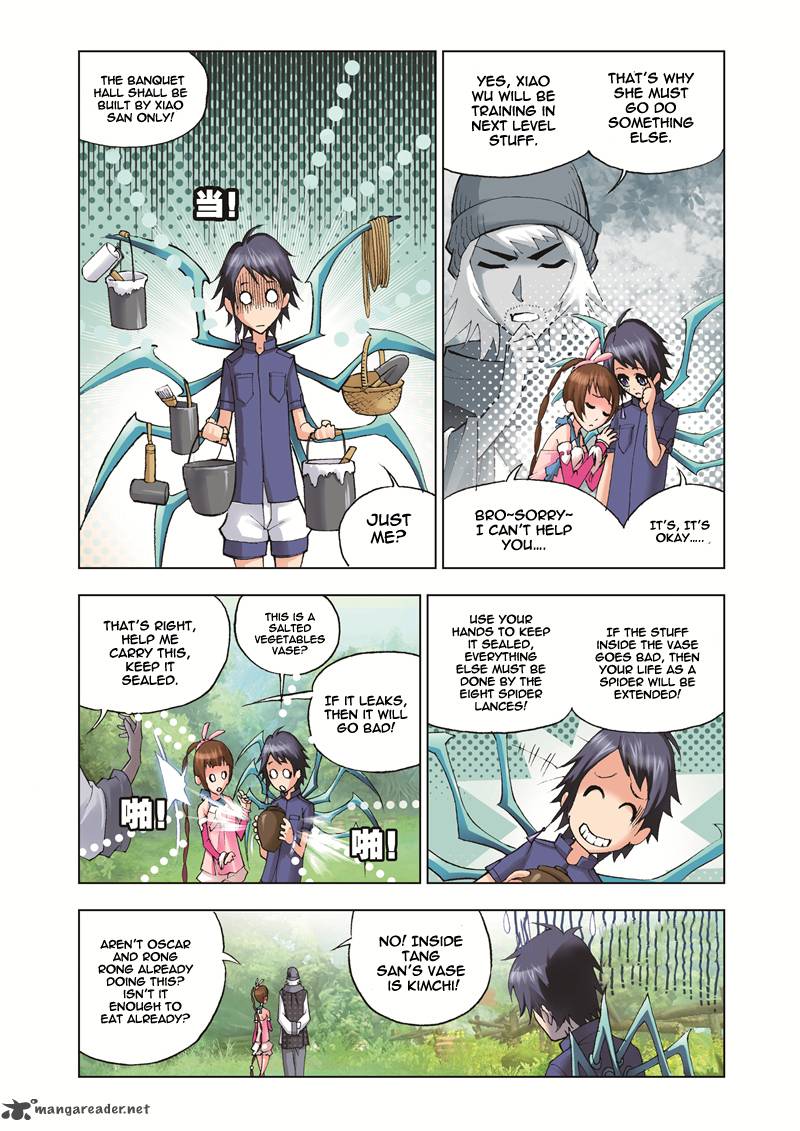 THE BANQUET
HALL SHALL BE
BUILT BY XIAO
SAN ONLY!
当!
JUST
ME?
YES, XIAO
WU WILL BE
TRAINING IN
NEXT LEVEL
STUFF.
THAT'S WHY
SHE MUST
GO DO
SOMETHING
ELSE.
BRO~SORRY~
I CAN'T HELP
YOU....
IT'S, IT'S
OKAY.....
THAT'S RIGHT,
HELP ME
CARRY THIS,
KEEP IT
SEALED.
THIS IS A
SALTED
VEGETABLES
VASE?
IF IT LEAKS,
THEN IT WILL
GO BAD!
啪!
啪!
USE YOUR
HANDS TO KEEP
IT SEALED,
EVERYTHING
ELSE MUST BE
DONE BY THE
EIGHT SPIDER
LANCES!
IF THE STUFF
INSIDE THE VASE
GOES BAD, THEN
YOUR LIFE AS A
SPIDER WILL BE
EXTENDED!
AREN'T OSCAR
AND RONG
RONG ALREADY
DOING THIS?
ISN'T IT
ENOUGH TO
EAT ALREADY?
NO! INSIDE
TANG
SAN'S VASE
IS KIMCHI!
mangareader.net